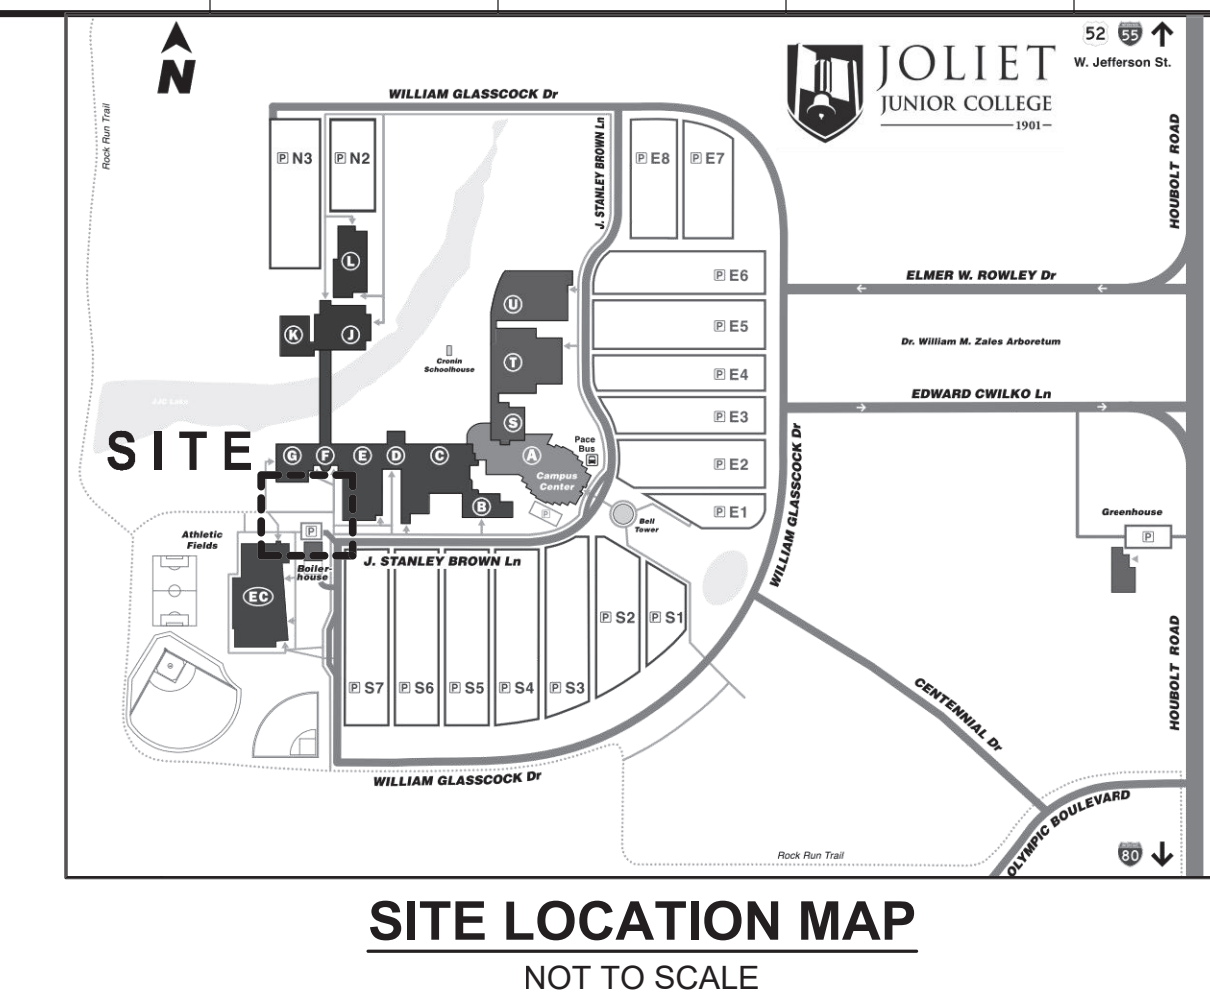 N
52
55
W. Jefferson St.
JOLIET
JUNIOR COLLEGE
1901
WILLIAM GLASSCOCK Dr
J. STANLEY BROWN Ln
Rock Run Trail
HOUBOLT ROAD
P N3
P N2
P E8
P E7
L
K
J
U
T
S
P E6
P E5
P E4
P E3
P E2
P E1
ELMER W. ROWLEY Dr
Dr. William M. Zales Arboretum
EDWARD CWILKO Ln
Cronin
Schoolhouse
JJC Lake
SITE
G
F
E
D
C
A
B
Campus
Center
Pace
Bus
P
Bell
Tower
WILLIAM GLASSCOCK Dr
Greenhouse
P
Athletic
Fields
P
Boiler-
house
EC
J. STANLEY BROWN Ln
P S7
P S6
P S5
P S4
P S3
P S2
P S1
HOUBOLT ROAD
CENTENNIAL Dr
WILLIAM GLASSCOCK Dr
OLYMPIC BOULEVARD
Rock Run Trail
80
SITE LOCATION MAP
NOT TO SCALE